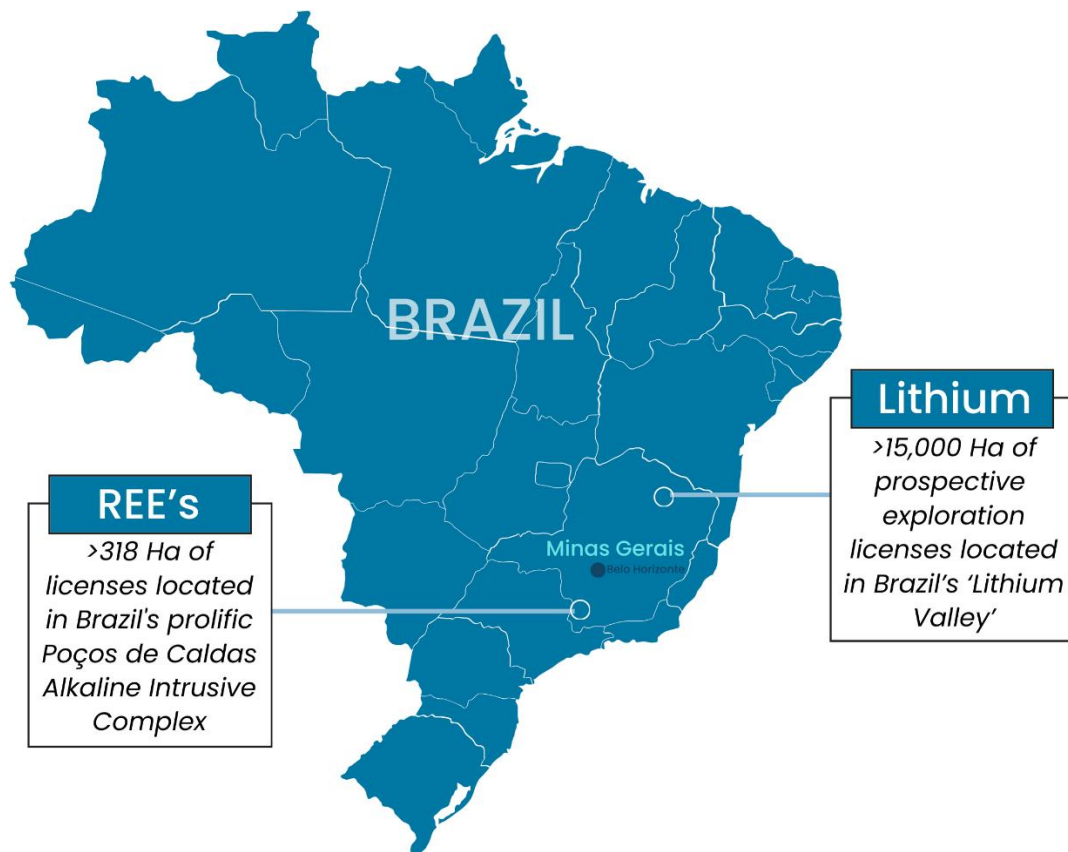 BRAZIL
Lithium
>15,000 Ha of
prospective
exploration
licenses located
in Brazil’s ‘Lithium
Valley’
REE’s
>318 Ha of
licenses located
in Brazil's prolific
Poços de Caldas
Alkaline Intrusive
Complex
Minas Gerais
Belo Horizonte